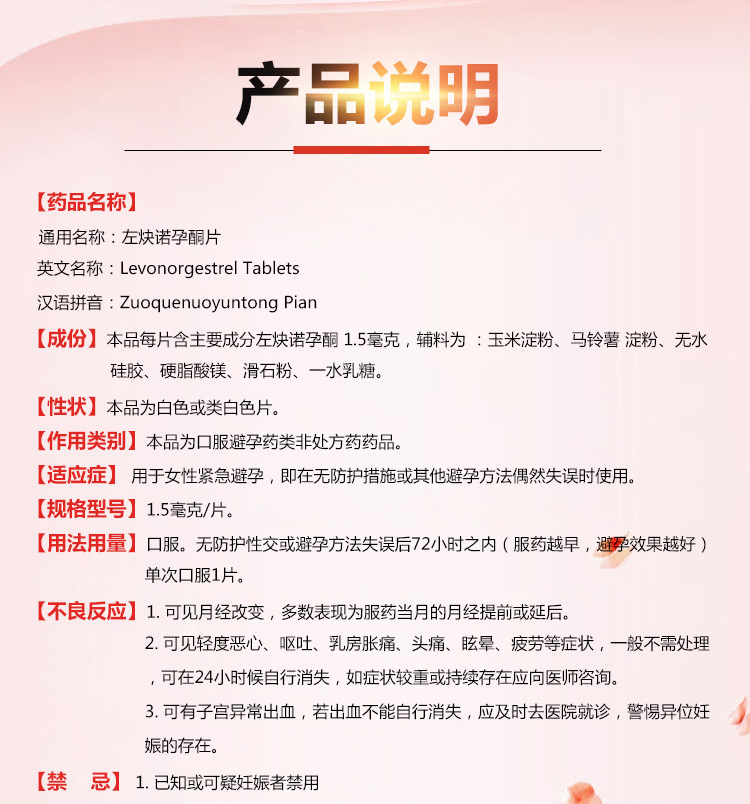 产品说明
【药品名称】
通用名称：左炔诺孕酮片
英文名称：Levonorgestrel Tablets
汉语拼音：Zuoquenuoyuntong Pian
【成份】本品每片含主要成分左炔诺孕酮 1.5毫克，辅料为 ：玉米淀粉、马铃薯 淀粉、无水
硅胶、硬脂酸镁、滑石粉、一水乳糖。
【性状】本品为白色或类白色片。
【作用类别】本品为口服避孕药类非处方药药品。
【适应症】 用于女性紧急避孕，即在无防护措施或其他避孕方法偶然失误时使用。
【规格型号】1.5毫克/片。
【用法用量】口服。无防护性交或避孕方法失误后72小时之内（服药越早，避孕效果越好）
单次口服1片。
【不良反应】1. 可见月经改变，多数表现为服药当月的月经提前或延后。
2. 可见轻度恶心、呕吐、乳房胀痛、头痛、眩晕、疲劳等症状，一般不需处理
，可在24小时候自行消失，如症状较重或持续存在应向医师咨询。
3. 可有子宫异常出血，若出血不能自行消失，应及时去医院就诊，警惕异位妊
娠的存在。
【禁 忌】 1. 已知或可疑妊娠者禁用